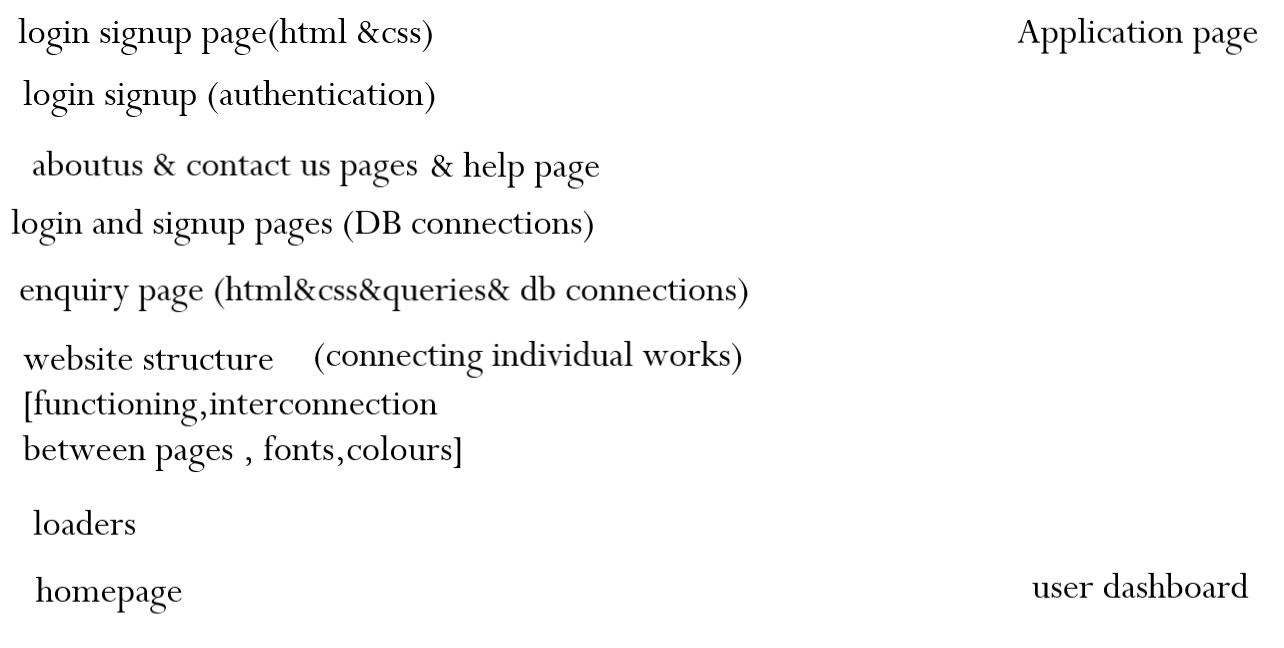 login signup page(html &css)
Application page
login signup (authentication)
aboutus & contact us pages & help page
login and signup pages (DB connections)
enquiry page (html&css&queries& db connections)
website structure (connecting individual works)
[functioning,interconnection
between pages , fonts,colours]
loaders
homepage
user dashboard